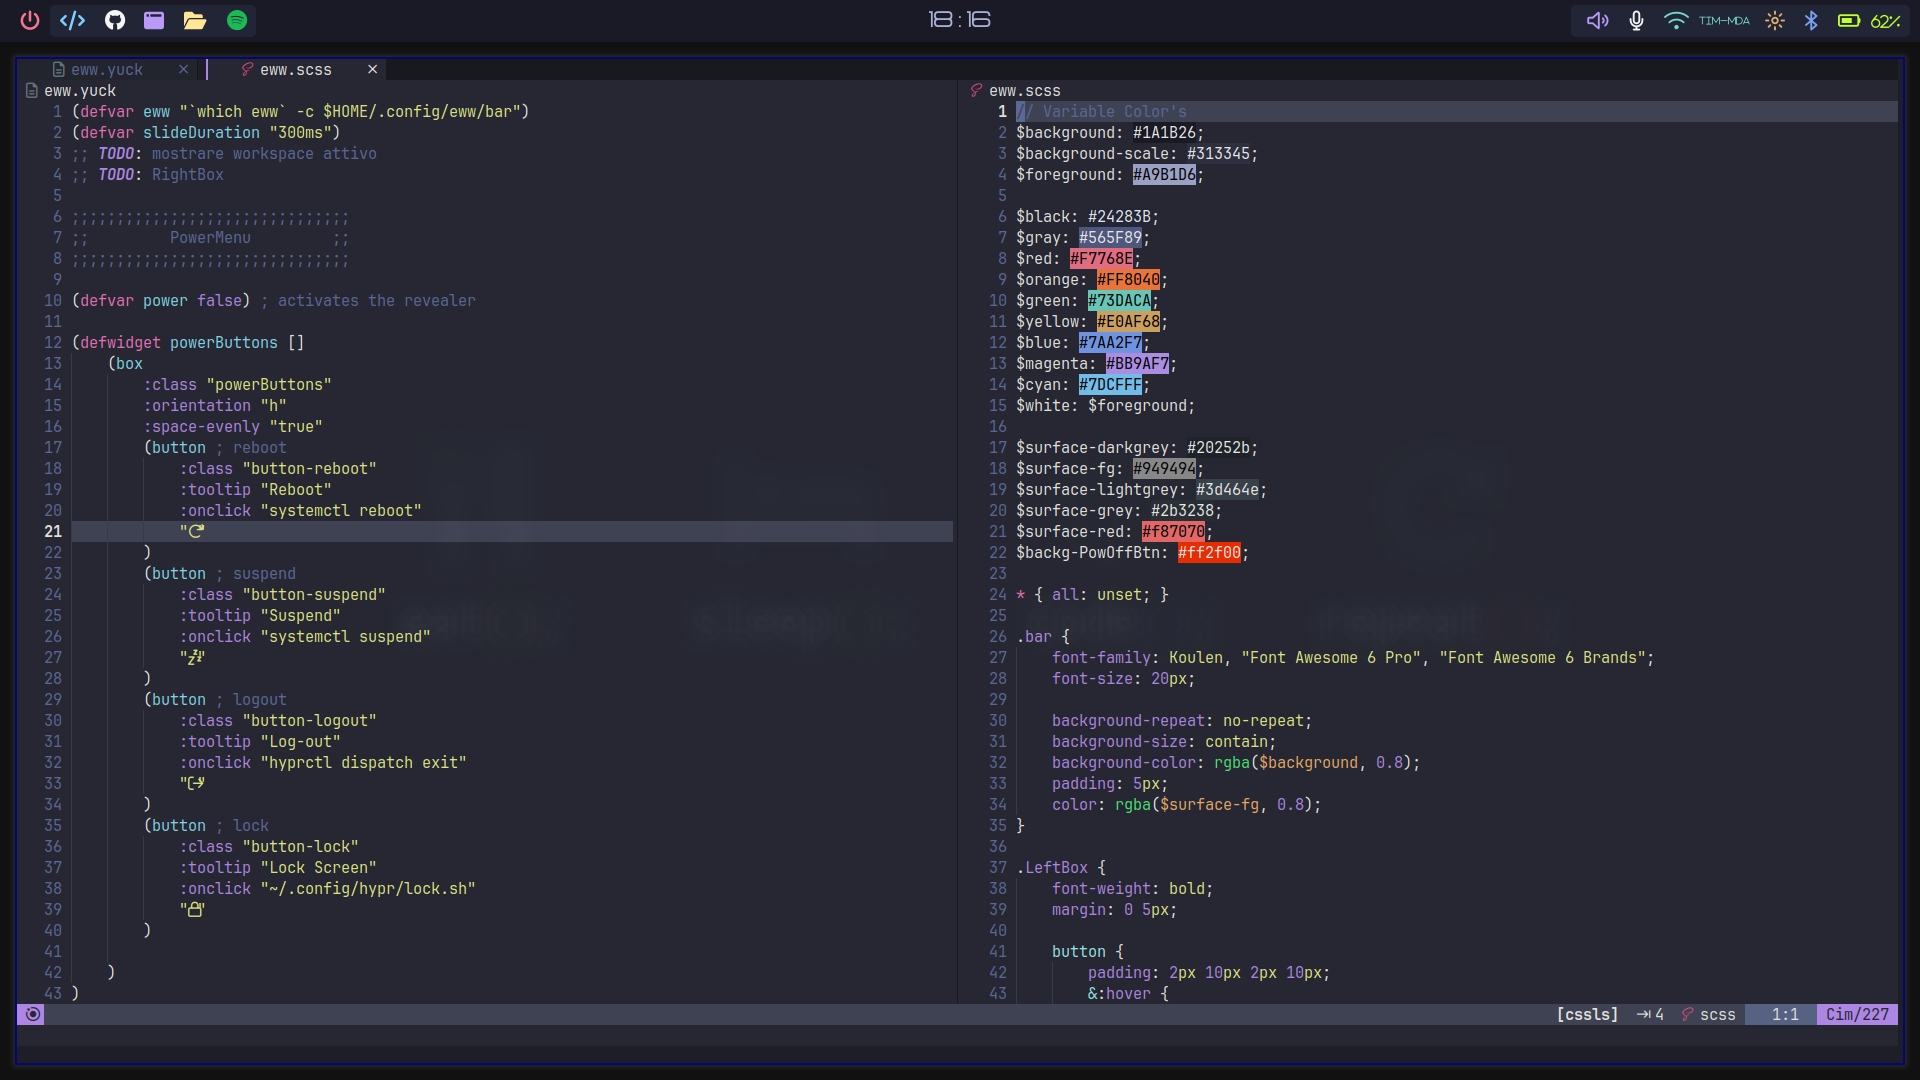 18:16
TIM-MDA
62%
eww.yuck
eww.scss
eww.yuck
1 (defvar eww "`which eww` -c $HOME/.config/eww/bar")
2 (defvar slideDuration "300ms")
3 ;; TODO: mostrare workspace attivo
4 ;; TODO: RightBox
5
6 ;;;;;;;;;;;;;;;;;;;;;;;;;;;;;;;
7 ;;         PowerMenu         ;;
8 ;;;;;;;;;;;;;;;;;;;;;;;;;;;;;;;
9
10 (defvar power false) ; activates the revealer
11
12 (defwidget powerButtons []
13     (box
14         :class "powerButtons"
15         :orientation "h"
16         :space-evenly "true"
17         (button ; reboot
18             :class "button-reboot"
19             :tooltip "Reboot"
20             :onclick "systemctl reboot"
21             "
22         )
23         (button ; suspend
24             :class "button-suspend"
25             :tooltip "Suspend"
26             :onclick "systemctl suspend"
27             ""
28         )
29         (button ; logout
30             :class "button-logout"
31             :tooltip "Log-out"
32             :onclick "hyprctl dispatch exit"
33             ""
34         )
35         (button ; lock
36             :class "button-lock"
37             :tooltip "Lock Screen"
38             :onclick "~/.config/hypr/lock.sh"
39             ""
40         )
41
42     )
43 )
eww.scss
1 // Variable Color's
2 $background: #1A1B26;
3 $background-scale: #313345;
4 $foreground: #A9B1D6;
5
6 $black: #24283B;
7 $gray: #565F89;
8 $red: #F7768E;
9 $orange: #FF8040;
10 $green: #73DACA;
11 $yellow: #E0AF68;
12 $blue: #7AA2F7;
13 $magenta: #BB9AF7;
14 $cyan: #7DCFFF;
15 $white: $foreground;
16
17 $surface-darkgrey: #20252b;
18 $surface-fg: #949494;
19 $surface-lightgrey: #3d464e;
20 $surface-grey: #2b3238;
21 $surface-red: #f87070;
22 $backg-PowOffBtn: #ff2f00;
23
24 * { all: unset; }
25
26 .bar {
27     font-family: Koulen, "Font Awesome 6 Pro", "Font Awesome 6 Brands";
28     font-size: 20px;
29
30     background-repeat: no-repeat;
31     background-size: contain;
32     background-color: rgba($background, 0.8);
33     padding: 5px;
34     color: rgba($surface-fg, 0.8);
35 }
36
37 .LeftBox {
38     font-weight: bold;
39     margin: 0 5px;
40
41     button {
42         padding: 2px 10px 2px 10px;
43         &:hover {
[cssls] 4 scss 1:1 Cim/227